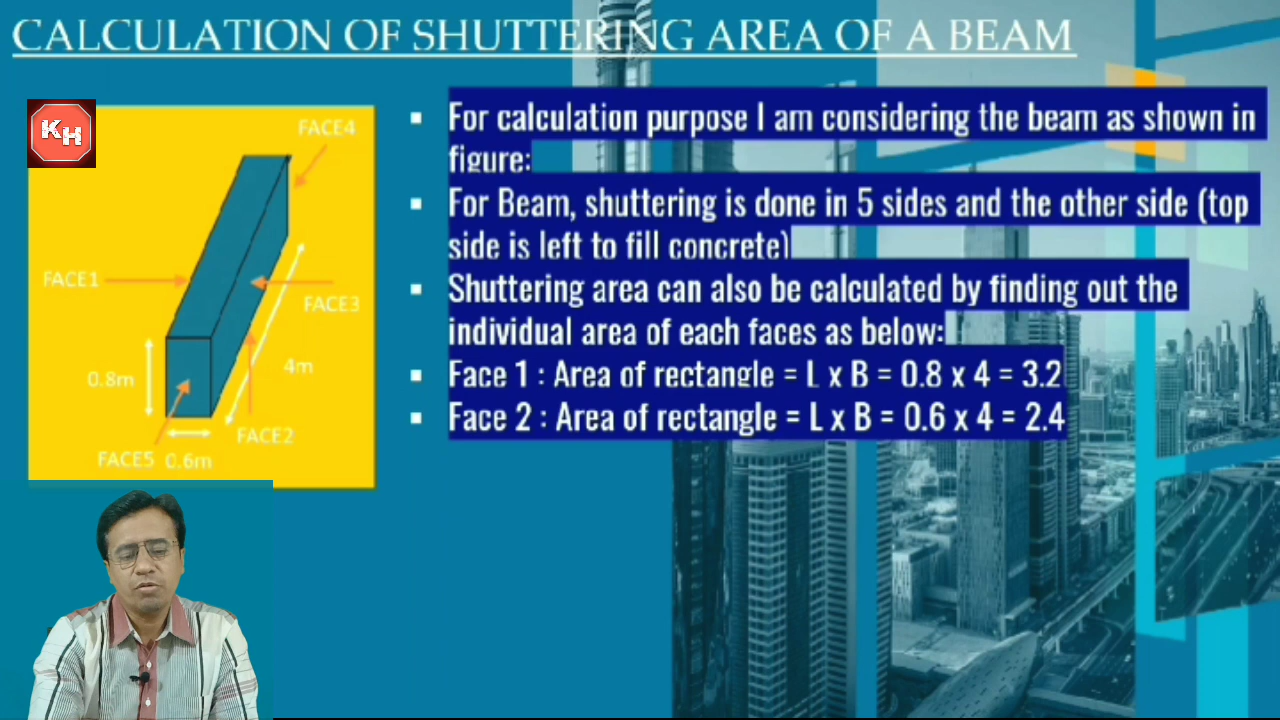 CALCULATION OF SHUTTERING AREA OF A BEAM
KH
FACE4
FACE1
FACE3
0.8m
4m
FACE2
FACE5 0.6m
▪ For calculation purpose I am considering the beam as shown in
figure:
▪ For Beam, shuttering is done in 5 sides and the other side (top
side is left to fill concrete)
▪ Shuttering area can also be calculated by finding out the
individual area of each faces as below:
▪ Face 1 : Area of rectangle = L x B = 0.8 x 4 = 3.2
▪ Face 2 : Area of rectangle = L x B = 0.6 x 4 = 2.4